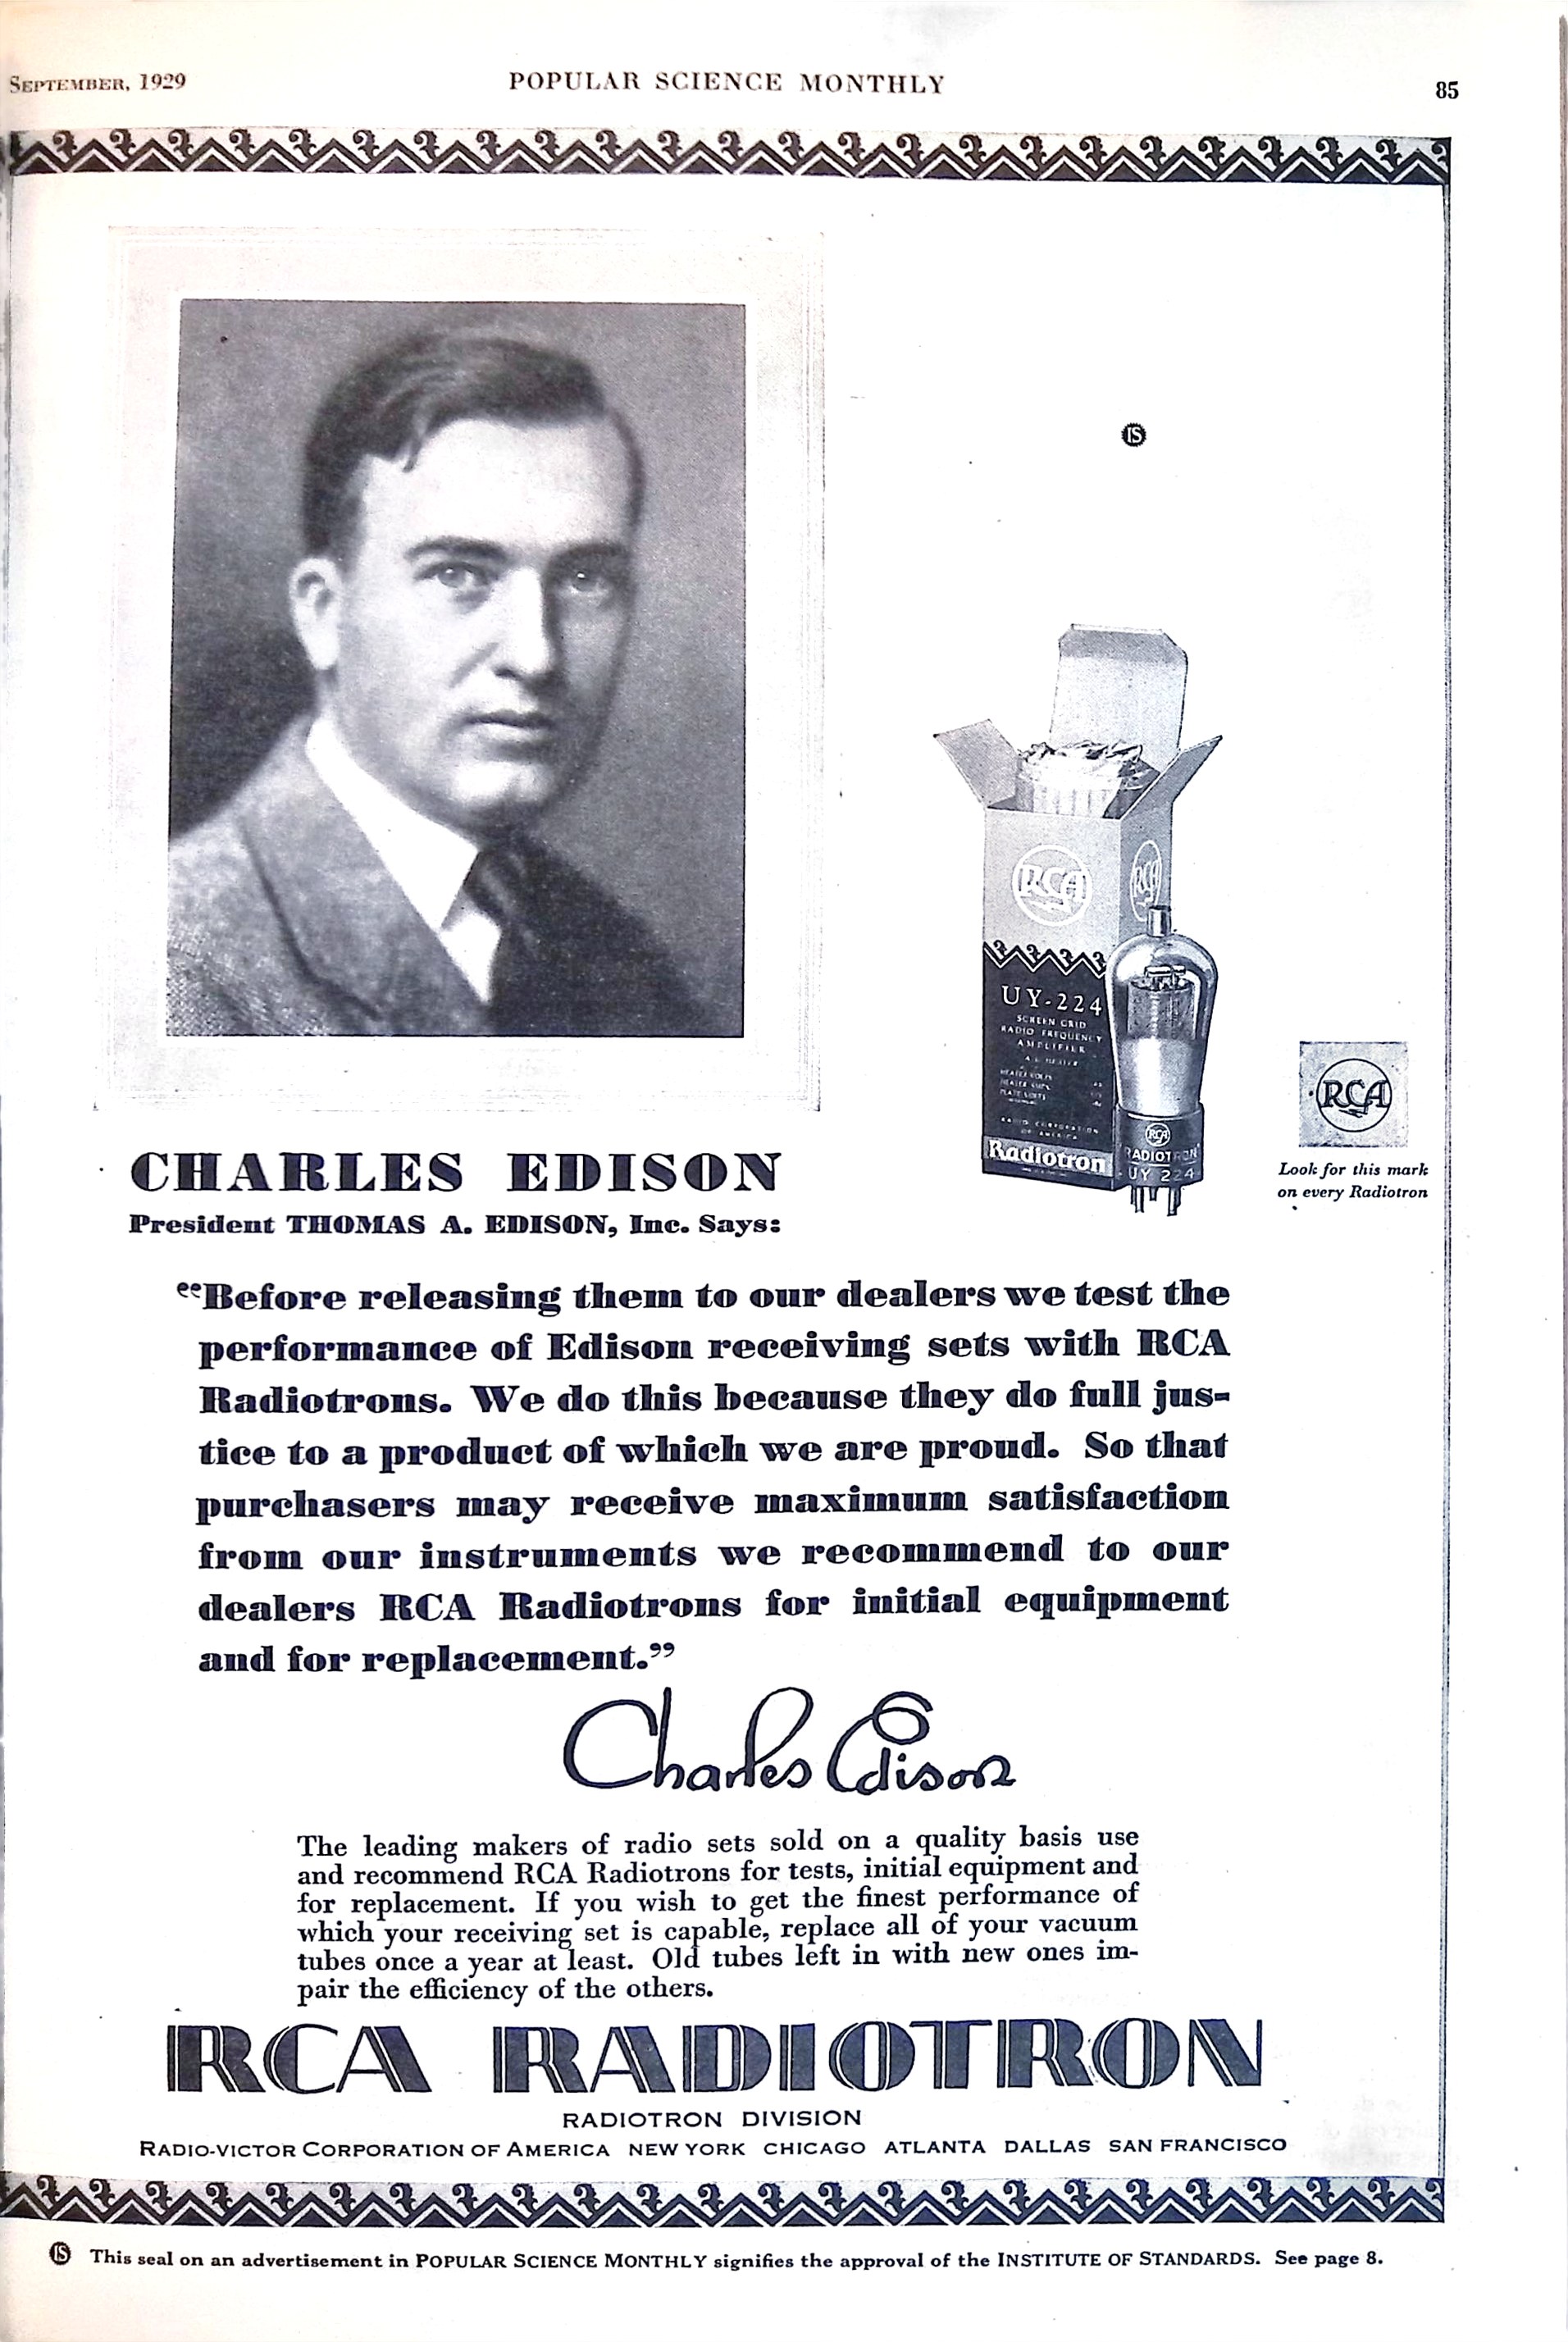 SEPTEMBER, 1929
POPULAR SCIENCE MONTHLY
85
IS
RCA
RCA
UY-224
SCREEN GRID
RADIO FREQUENCY
AMPLIFIER
RADIO CORPORATION
OF AMERICA
Radiotron
RCA
RADIOTRON
UY 224
RCA
Look for this mark
on every Radiotron
CHARLES EDISON
President THOMAS A. EDISON, Inc. Says:
“Before releasing them to our dealers we test the
performance of Edison receiving sets with RCA
Radiotrons. We do this because they do full jus-
tice to a product of which we are proud. So that
purchasers may receive maximum satisfaction
from our instruments we recommend to our
dealers RCA Radiotrons for initial equipment
and for replacement.”
Charles Edison
The leading makers of radio sets sold on a quality basis use
and recommend RCA Radiotrons for tests, initial equipment and
for replacement. If you wish to get the finest performance of
which your receiving set is capable, replace all of your vacuum
tubes once a year at least. Old tubes left in with new ones im-
pair the efficiency of the others.
RCA RADIOTRON
RADIOTRON DIVISION
RADIO-VICTOR CORPORATION OF AMERICA NEW YORK CHICAGO ATLANTA DALLAS SAN FRANCISCO
IS This seal on an advertisement in POPULAR SCIENCE MONTHLY signifies the approval of the INSTITUTE OF STANDARDS. See page 8.